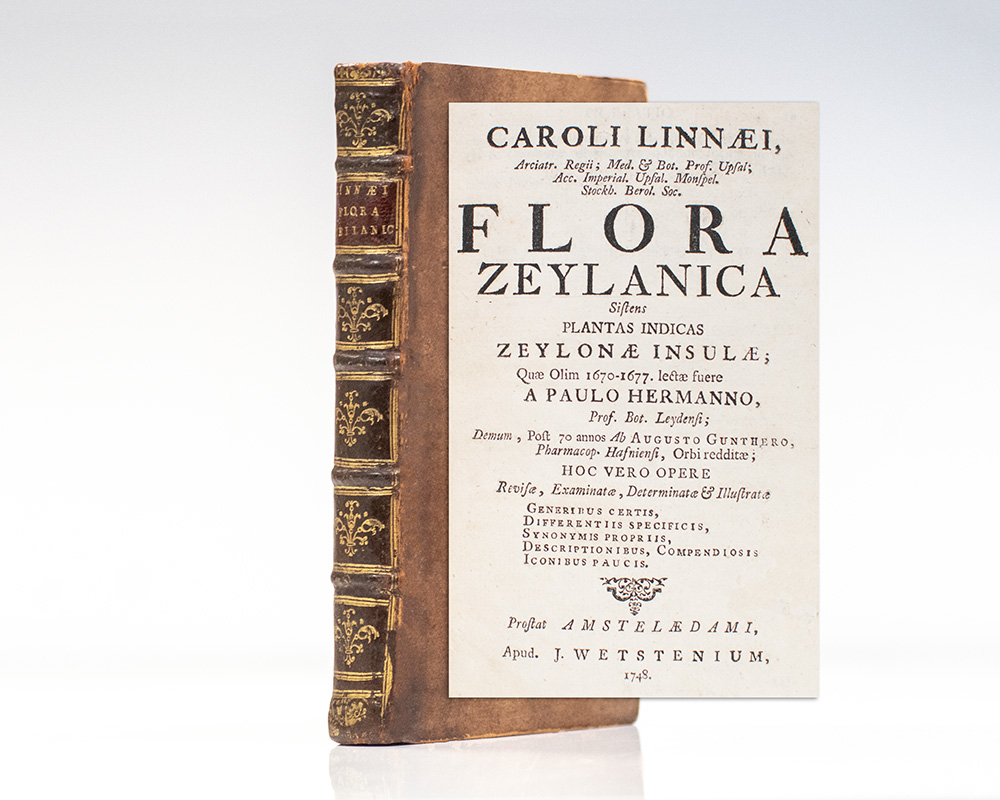 LINNÆI
FLORA
CAROLI LINNÆI,
Arciatr. Regii; Med. & Bot. Prof. Upſal;
Acc. Imperial. Upſal. Monſpel.
Stockh. Berol. Soc.
FLORA
ZEYLANICA
Siſtens
PLANTAS INDICAS
ZEYLONÆ INSULÆ;
Quæ Olim 1670-1677. lectæ fuere
A PAULO HERMANNO,
Prof. Bot. Leydenſi;
Demum, Poſt 70 annos Ab AUGUSTO GUNTHERO,
Pharmacop. Hafnienſi, Orbi redditæ;
HOC VERO OPERE
Reviſæ, Examinatæ, Determinatæ & Illuſtratæ
GENERIBUS CERTIS,
DIFFERENTIIS SPECIFICIS,
SYNONYMIS PROPRIIS,
DESCRIPTIONIBUS, COMPENDIOSIS
ICONIBUS PAUCIS.
Proſtat AMSTELÆDAMI,
Apud. J. WETSTENIUM,
1748.